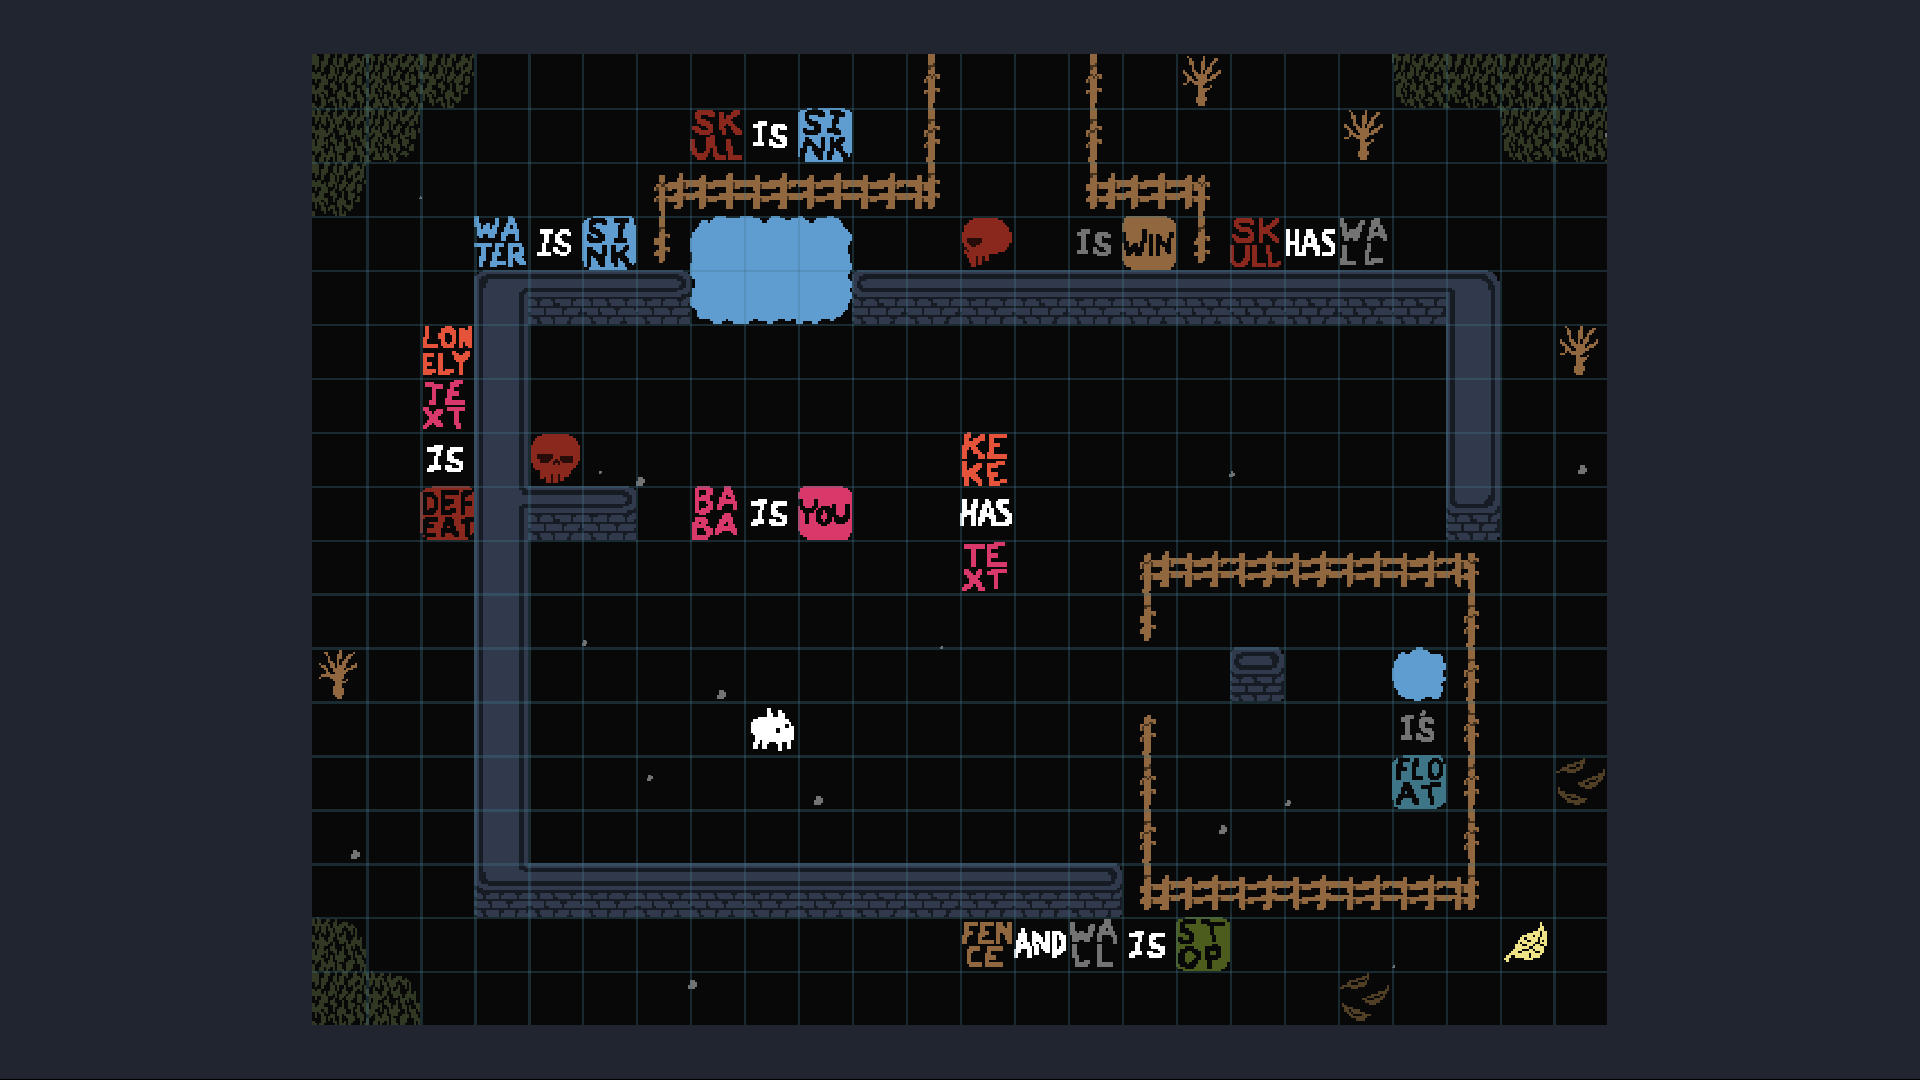 SKULL IS SINK
WATER IS SINK
IS WIN
SKULL HAS WALL
LONELY
TEXT
IS
DEFEAT
BABA IS YOU
KEKE
HAS
TEXT
IS
FLOAT
FENCE AND WALL IS STOP